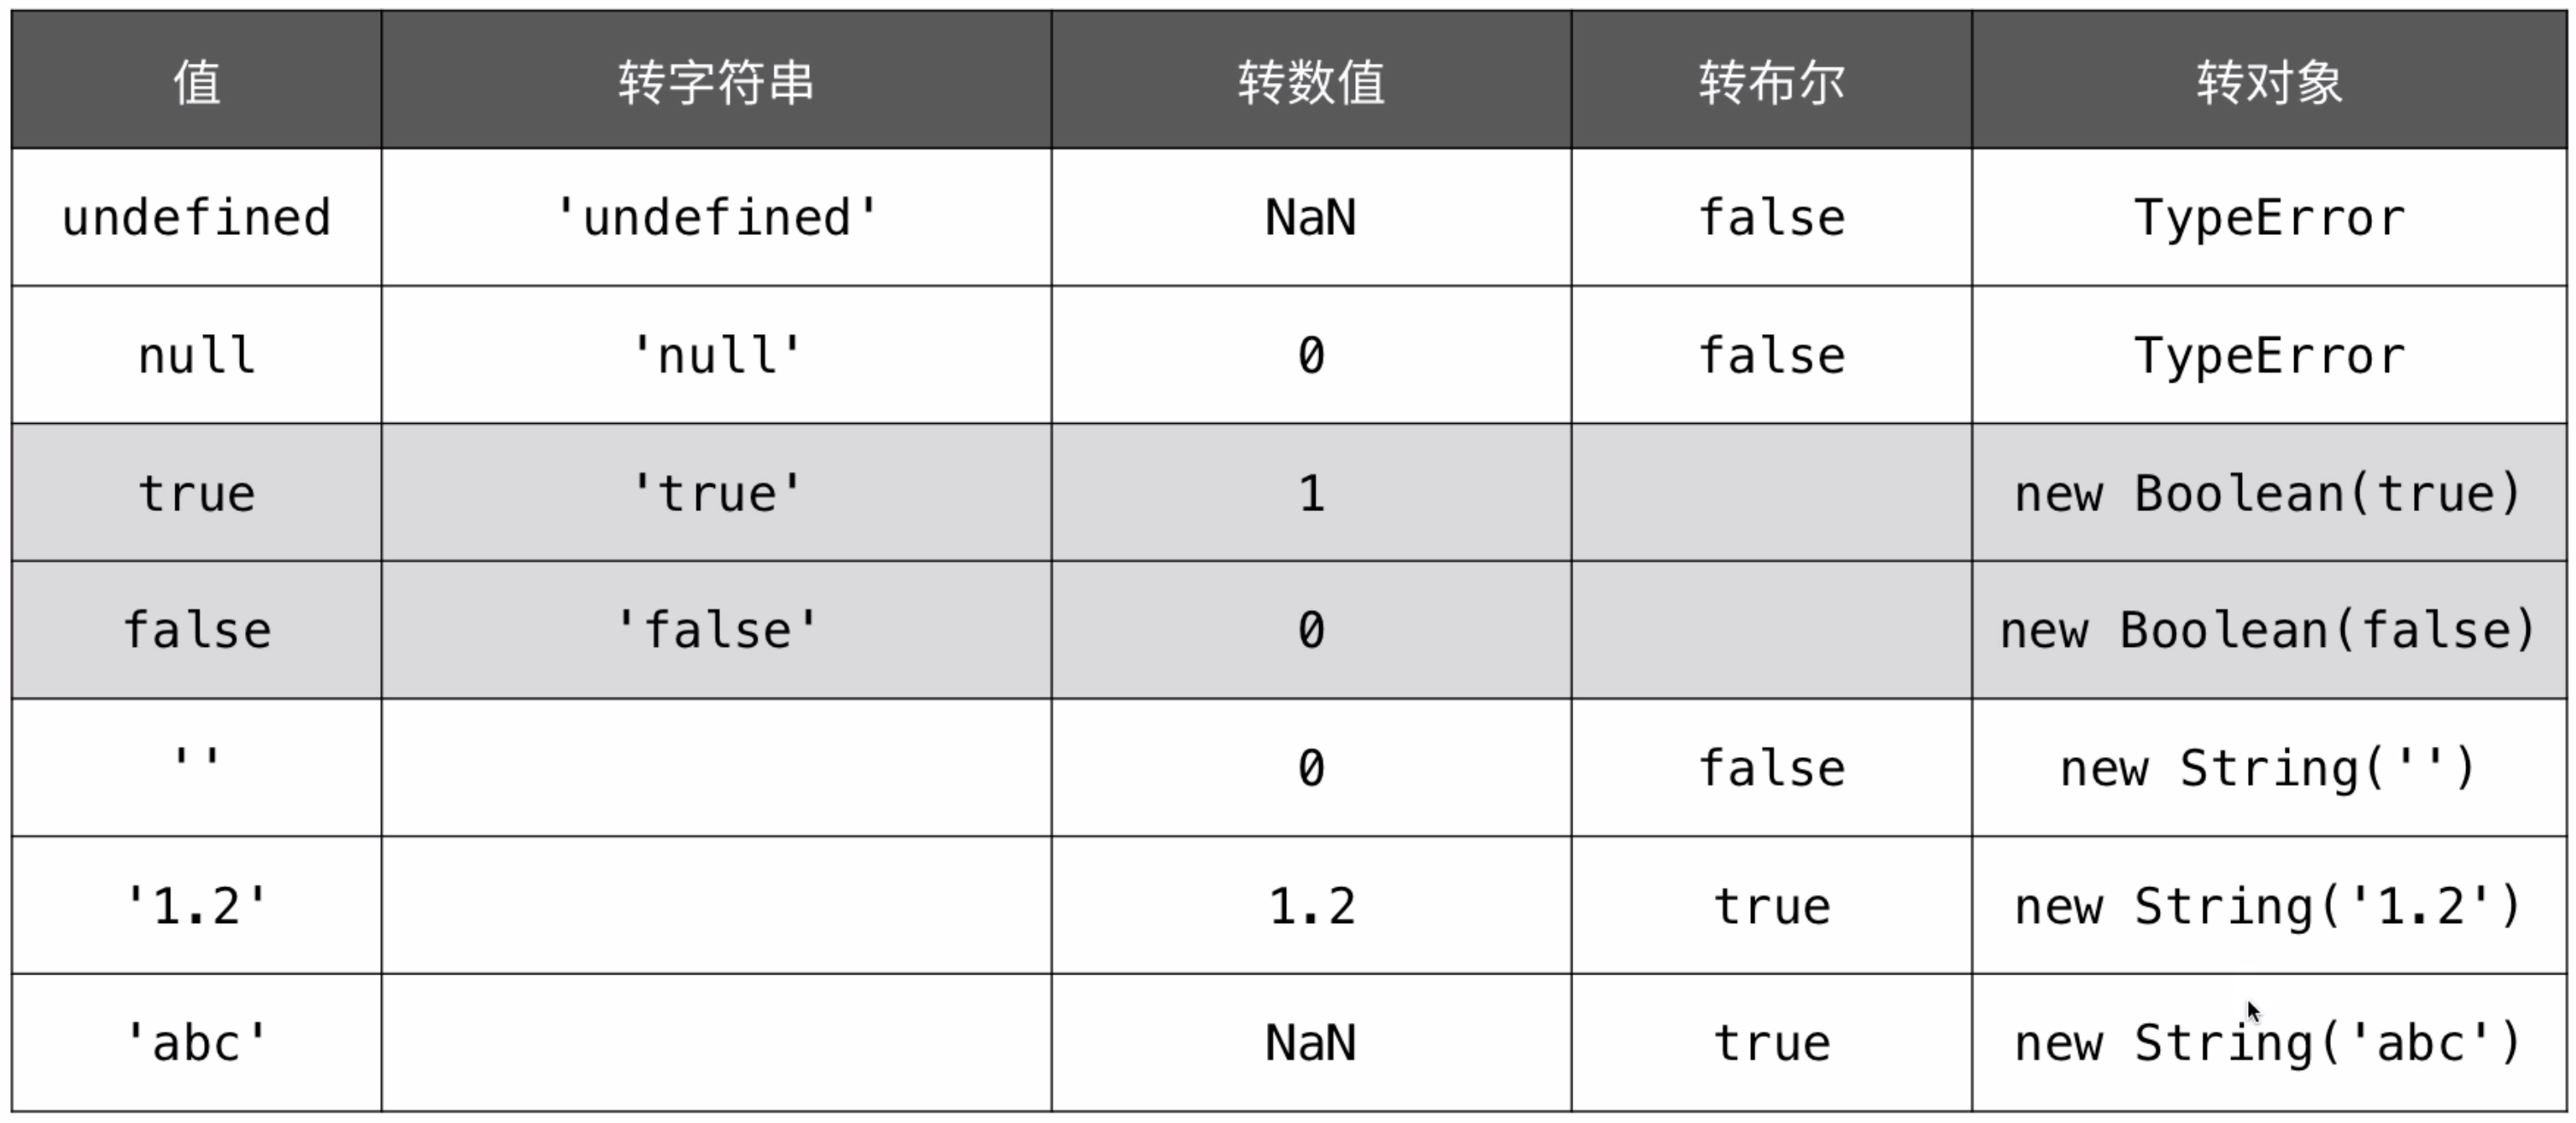 值 转字符串 转数值 转布尔 转对象
undefined 'undefined' NaN false TypeError
null 'null' 0 false TypeError
true 'true' 1 new Boolean(true)
false 'false' 0 new Boolean(false)
'' 0 false new String('')
'1.2' 1.2 true new String('1.2')
'abc' NaN true new String('abc')